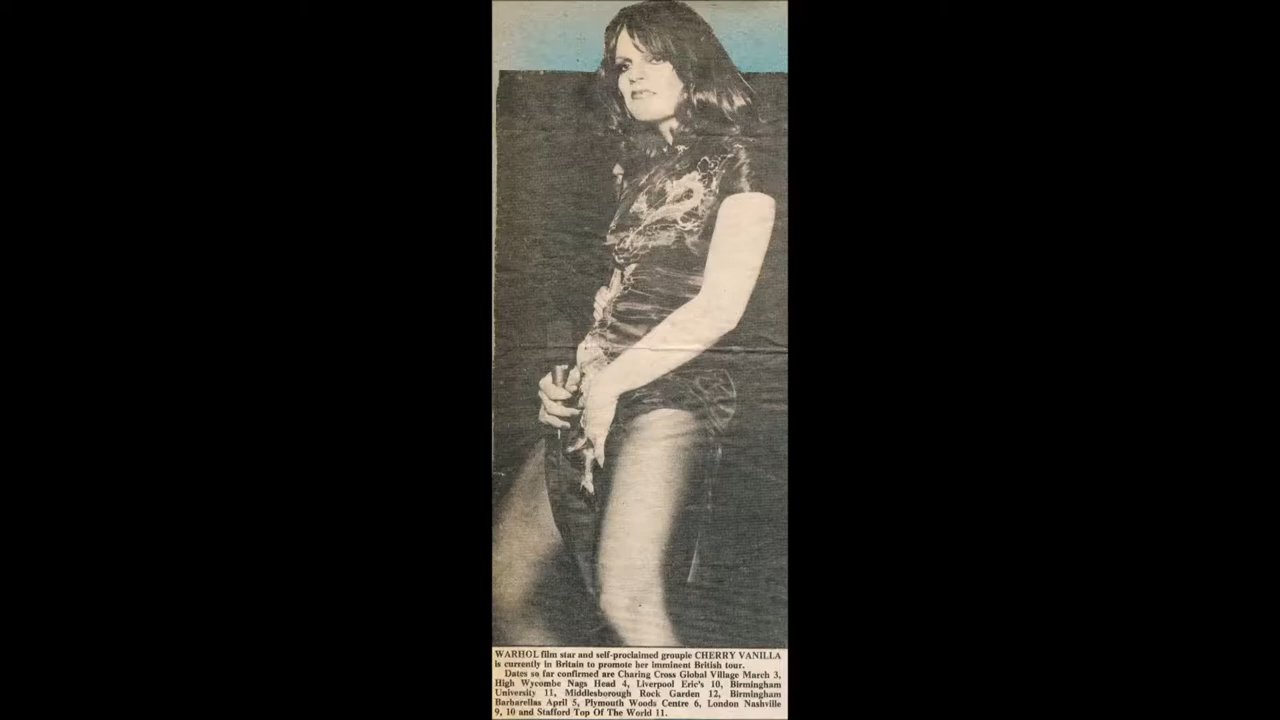 WARHOL film star and self-proclaimed groupie CHERRY VANILLA
is currently in Britain to promote her imminent British tour.
Dates so far confirmed are Charing Cross Global Village March 3,
High Wycombe Nags Head 4, Liverpool Eric's 10, Birmingham
University 11, Middlesborough Rock Garden 12, Birmingham
Barbarellas April 5, Plymouth Woods Centre 6, London Nashville
9, 10 and Stafford Top Of The World 11.